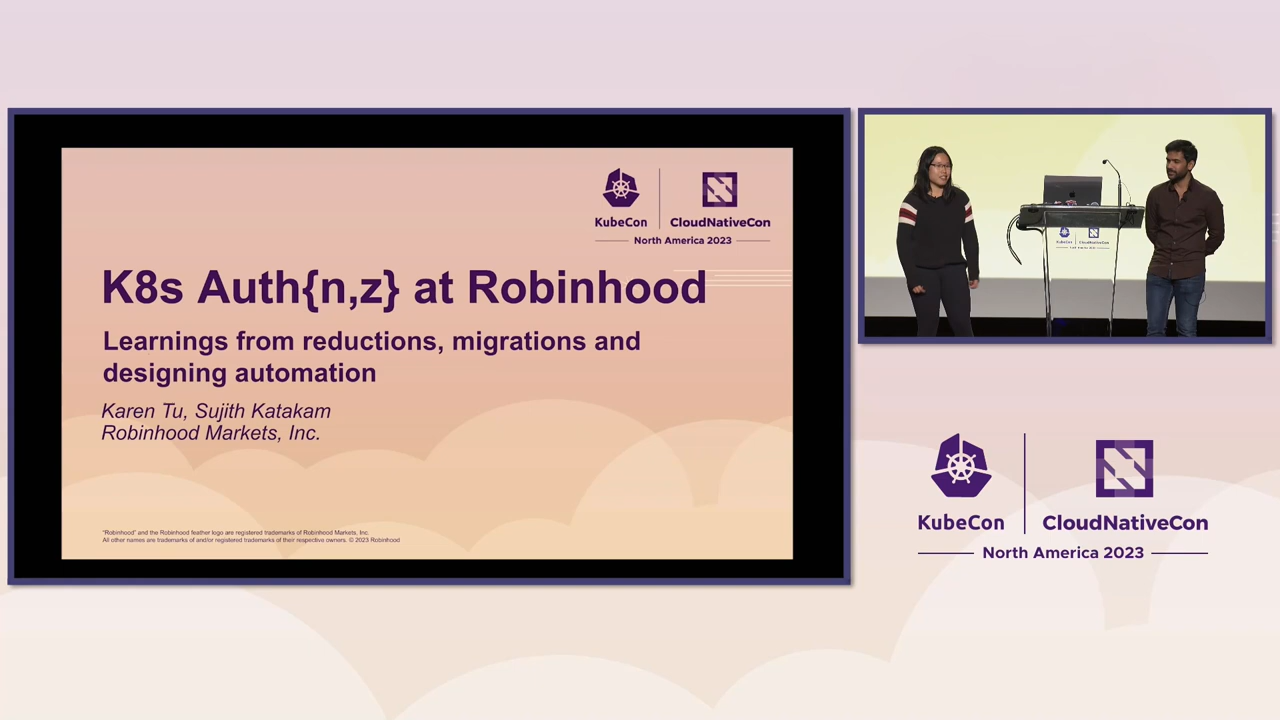 KubeCon
CloudNativeCon
North America 2023
K8s Auth{n,z} at Robinhood
Learnings from reductions, migrations and
designing automation
Karen Tu, Sujith Katakam
Robinhood Markets, Inc.
"Robinhood" and the Robinhood feather logo are registered trademarks of Robinhood Markets, Inc.
All other names are trademarks of and/or registered trademarks of their respective owners. © 2023 Robinhood
KubeCon
CloudNativeCon
North America 2023